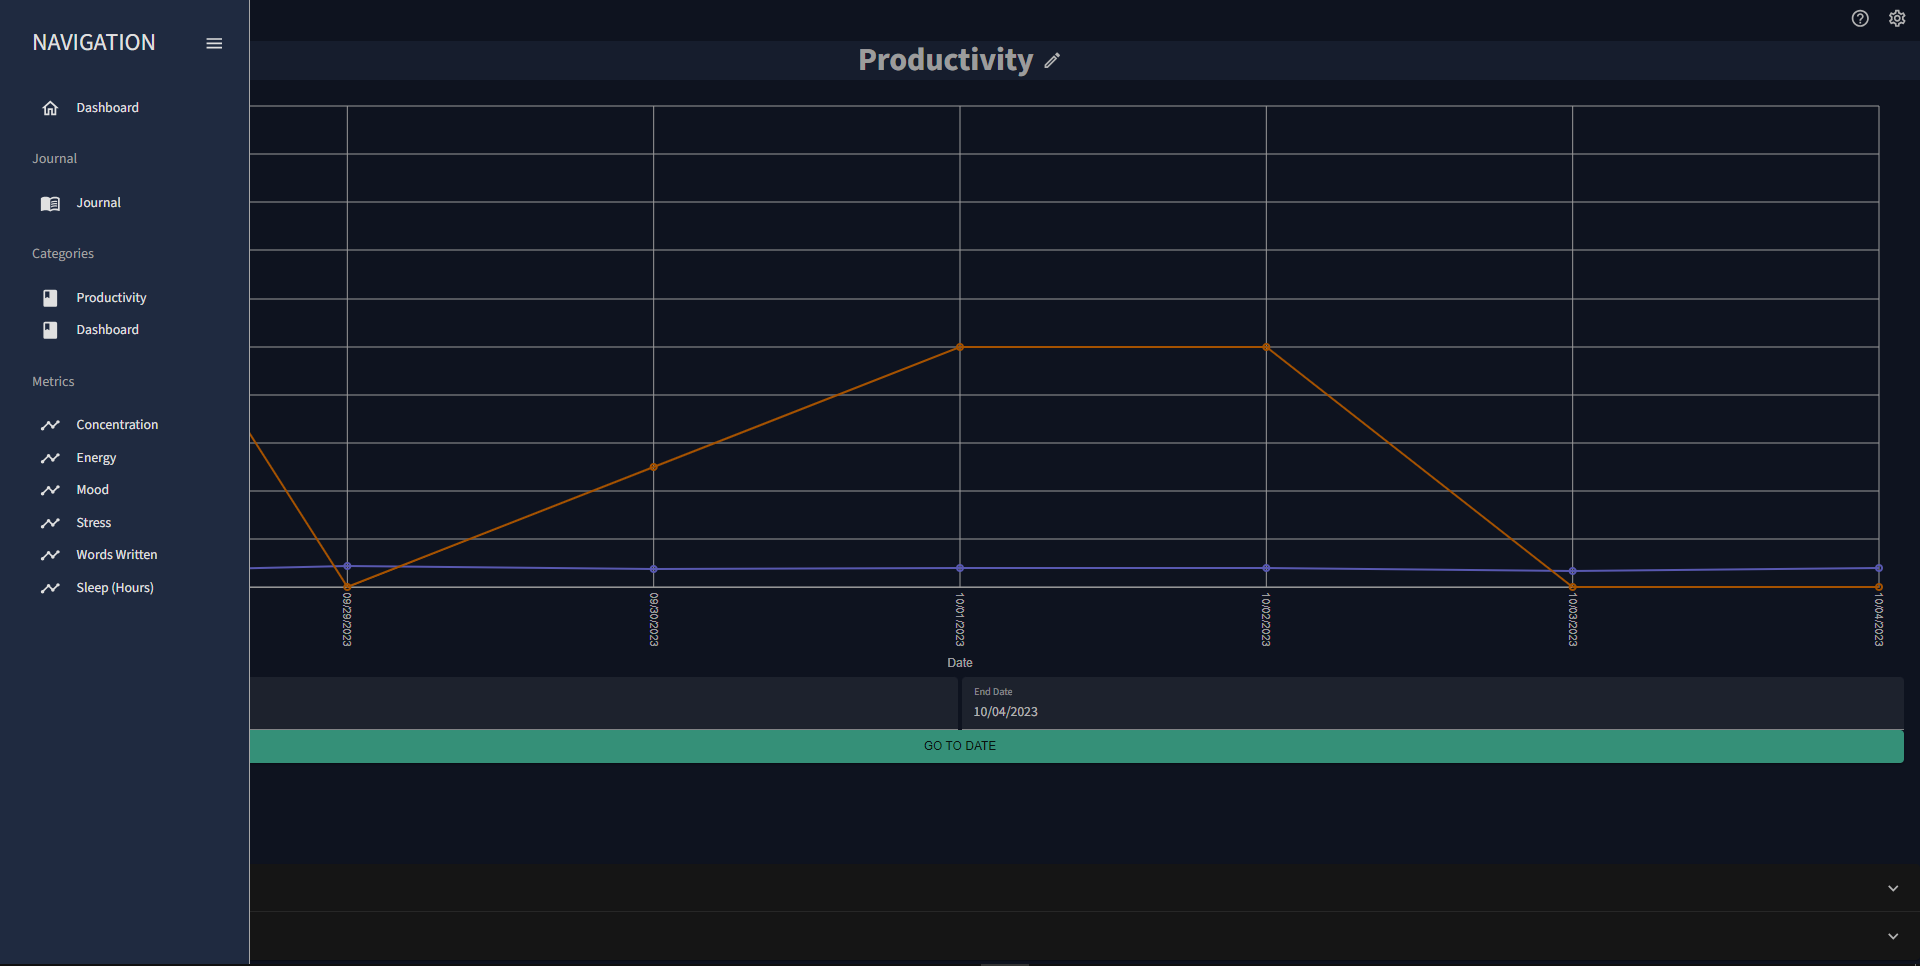 NAVIGATION
Dashboard
Journal
Journal
Categories
Productivity
Dashboard
Metrics
Concentration
Energy
Mood
Stress
Words Written
Sleep (Hours)
Productivity
09/29/2023
09/30/2023
10/01/2023
10/02/2023
10/03/2023
10/04/2023
Date
End Date
10/04/2023
GO TO DATE